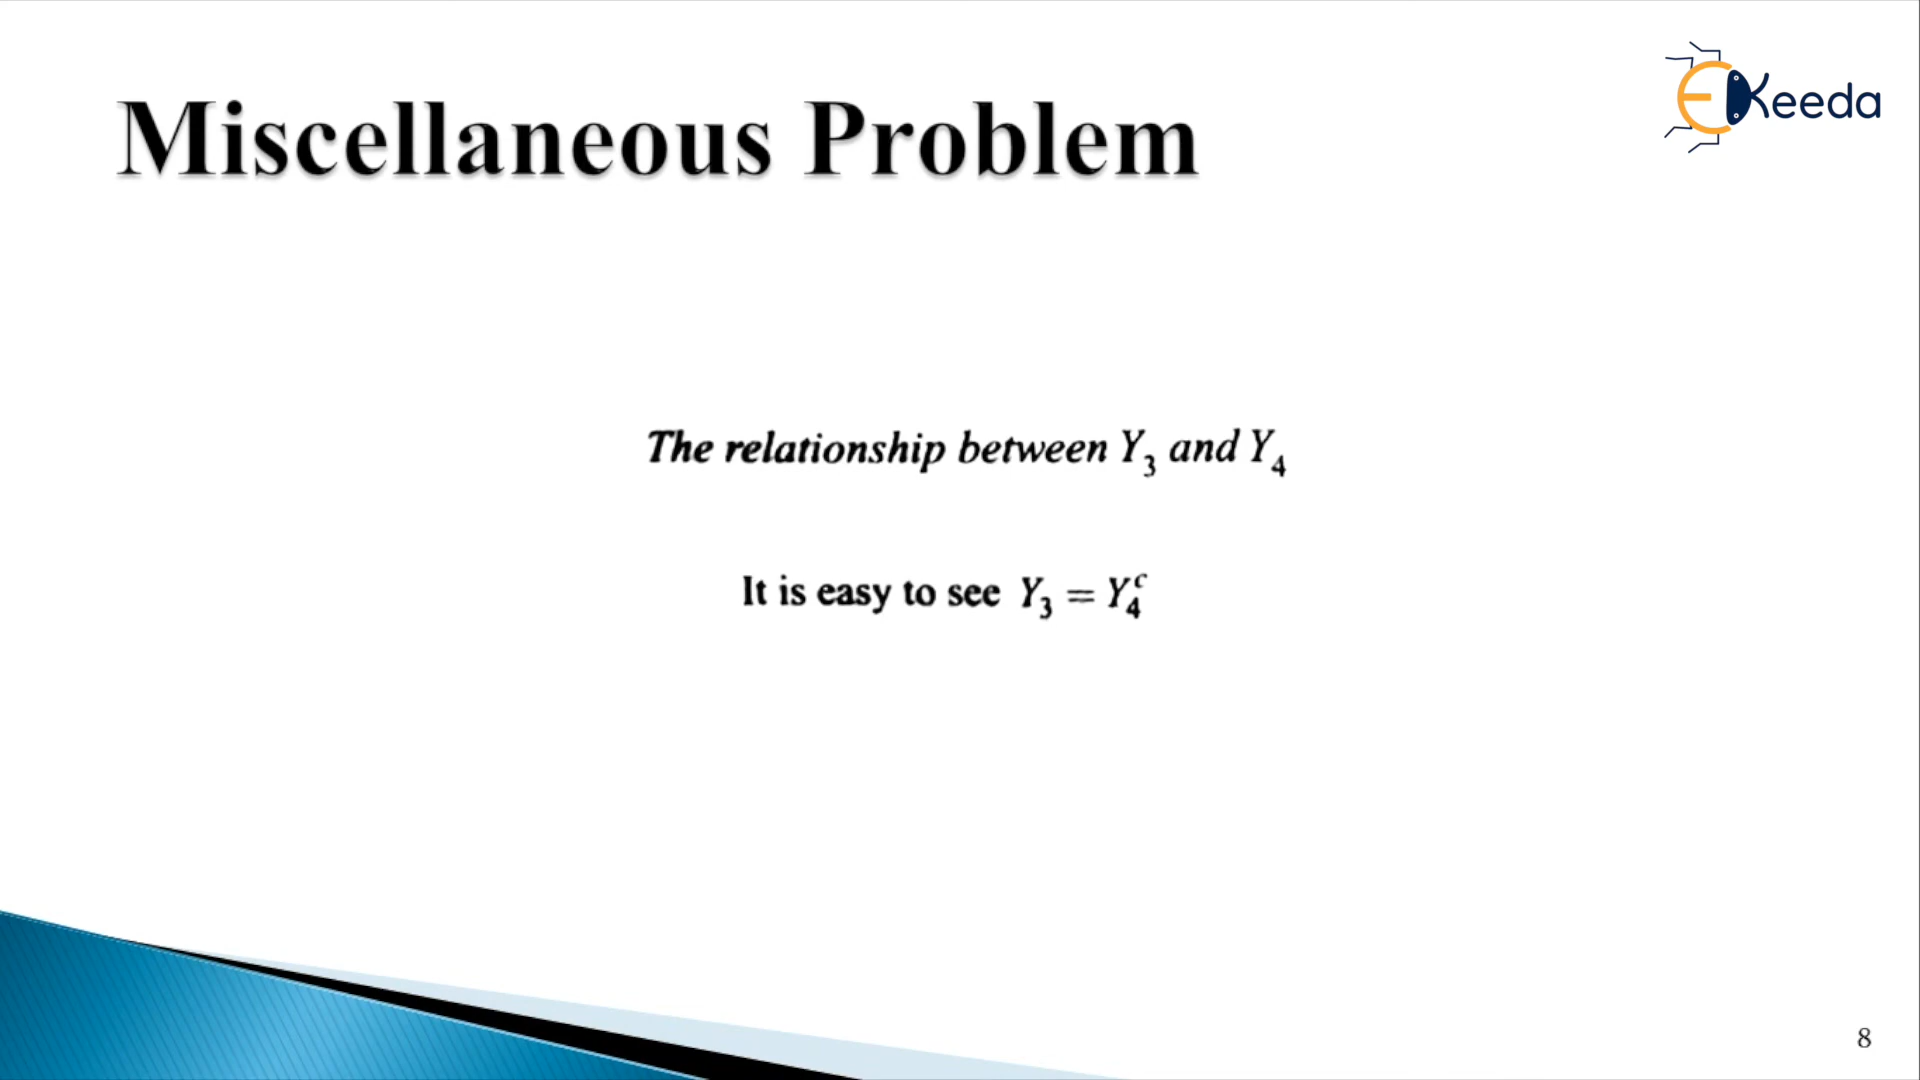 Miscellaneous Problem
EKeeda
The relationship between Y₃ and Y₄
It is easy to see Y₃ = Y₄ᶜ
8